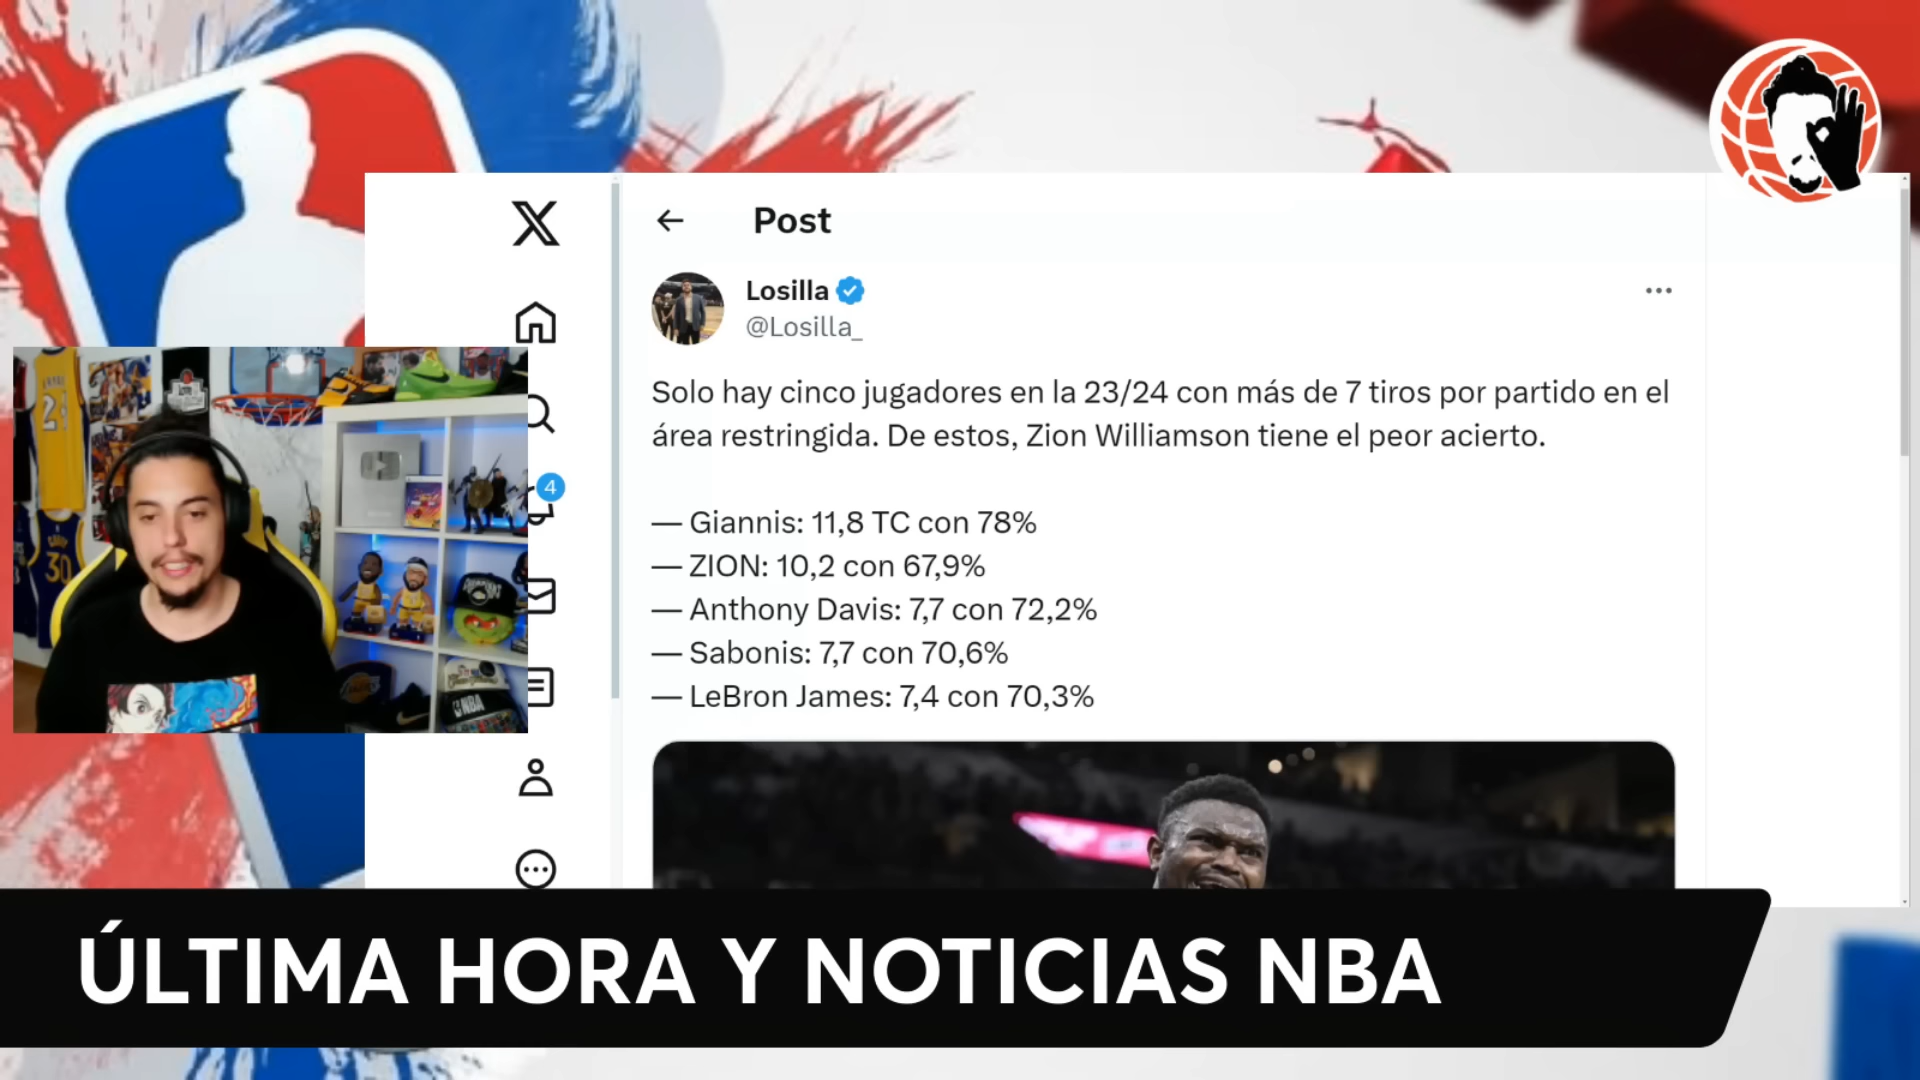 Post
Losilla
@Losilla_
Solo hay cinco jugadores en la 23/24 con más de 7 tiros por partido en el
área restringida. De estos, Zion Williamson tiene el peor acierto.
— Giannis: 11,8 TC con 78%
— ZION: 10,2 con 67,9%
— Anthony Davis: 7,7 con 72,2%
— Sabonis: 7,7 con 70,6%
— LeBron James: 7,4 con 70,3%
4
30
NBA
ÚLTIMA HORA Y NOTICIAS NBA